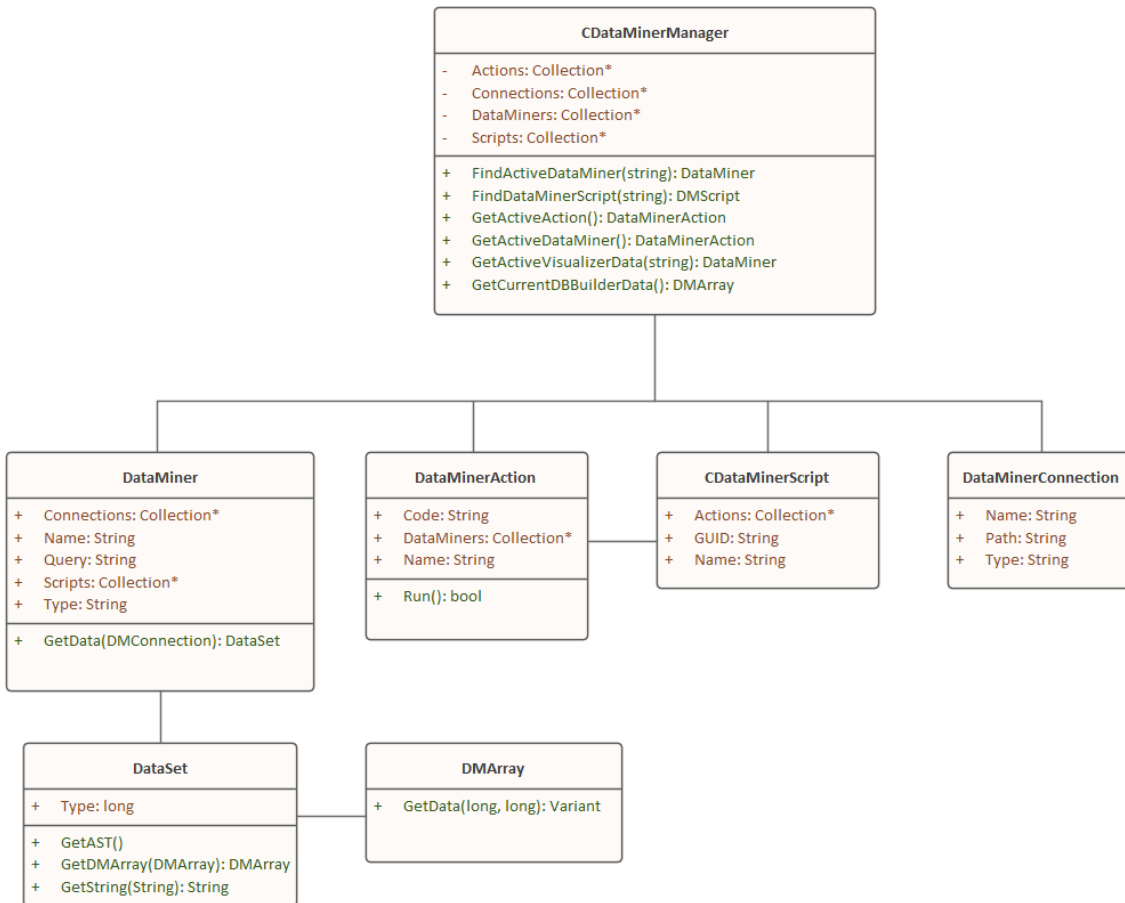 CDataMinerManager
- Actions: Collection*
- Connections: Collection*
- DataMiners: Collection*
- Scripts: Collection*
+ FindActiveDataMiner(string): DataMiner
+ FindDataMinerScript(string): DMScript
+ GetActiveAction(): DataMinerAction
+ GetActiveDataMiner(): DataMinerAction
+ GetActiveVisualizerData(string): DataMiner
+ GetCurrentDBBuilderData(): DMArray
DataMiner
+ Connections: Collection*
+ Name: String
+ Query: String
+ Scripts: Collection*
+ Type: String
+ GetData(DMConnection): DataSet
DataMinerAction
+ Code: String
+ DataMiners: Collection*
+ Name: String
+ Run(): bool
CDataMinerScript
+ Actions: Collection*
+ GUID: String
+ Name: String
DataMinerConnection
+ Name: String
+ Path: String
+ Type: String
DataSet
+ Type: long
+ GetAST()
+ GetDMArray(DMArray): DMArray
+ GetString(String): String
DMArray
+ GetData(long, long): Variant